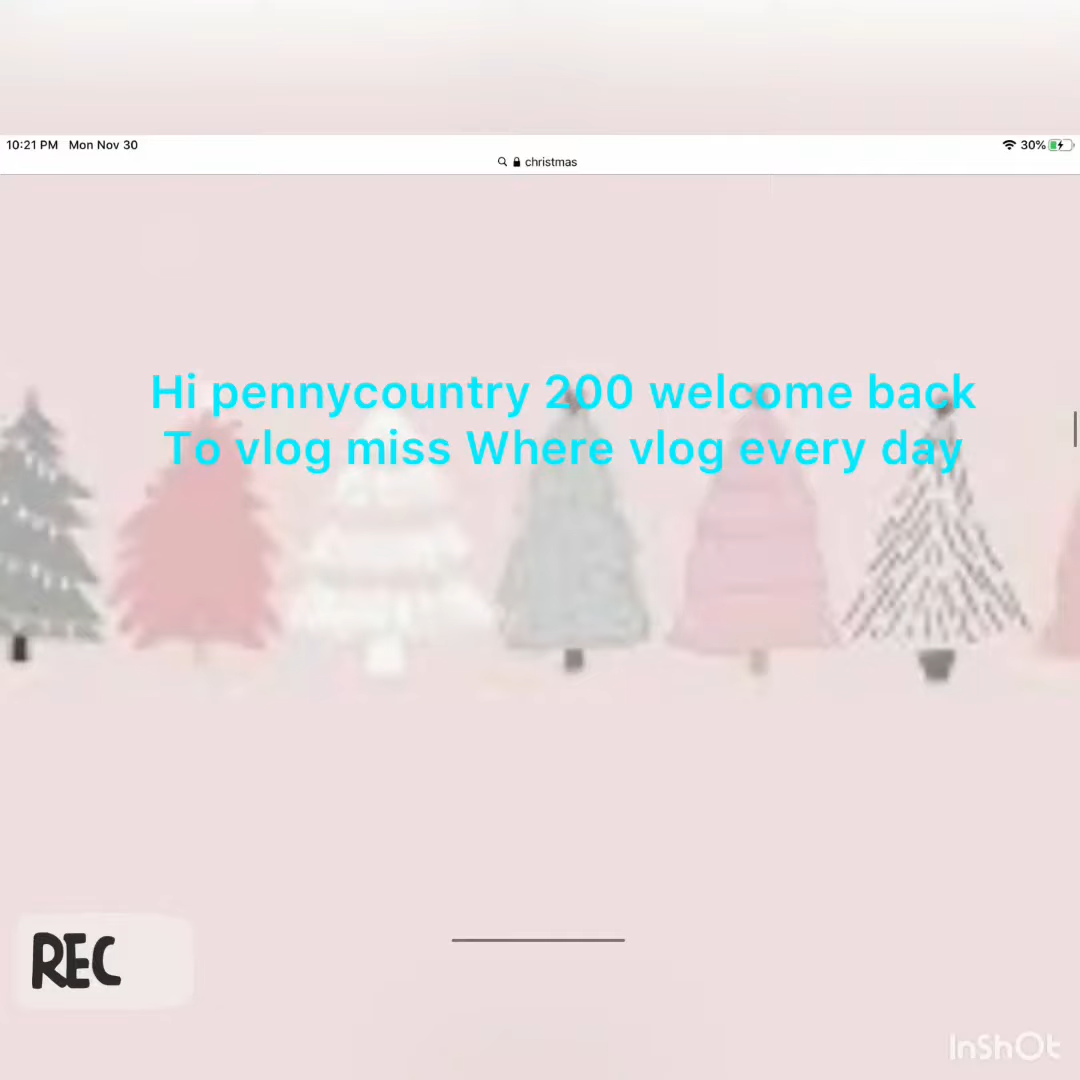 10:21 PM Mon Nov 30
30%
christmas
Hi pennycountry 200 welcome back
To vlog miss Where vlog every day
REC
InShOt